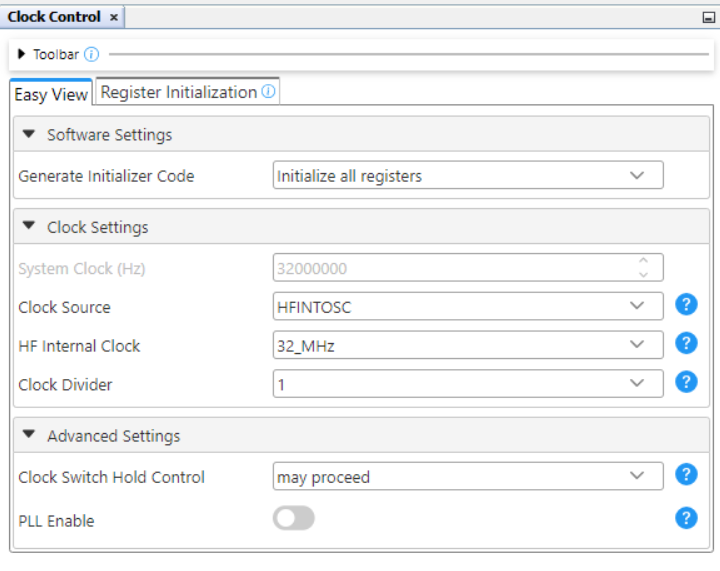 Clock Control ×
Toolbar
Easy View Register Initialization
Software Settings
Generate Initializer Code Initialize all registers
Clock Settings
System Clock (Hz) 32000000
Clock Source HFINTOSC ?
HF Internal Clock 32_MHz ?
Clock Divider 1 ?
Advanced Settings
Clock Switch Hold Control may proceed ?
PLL Enable ?